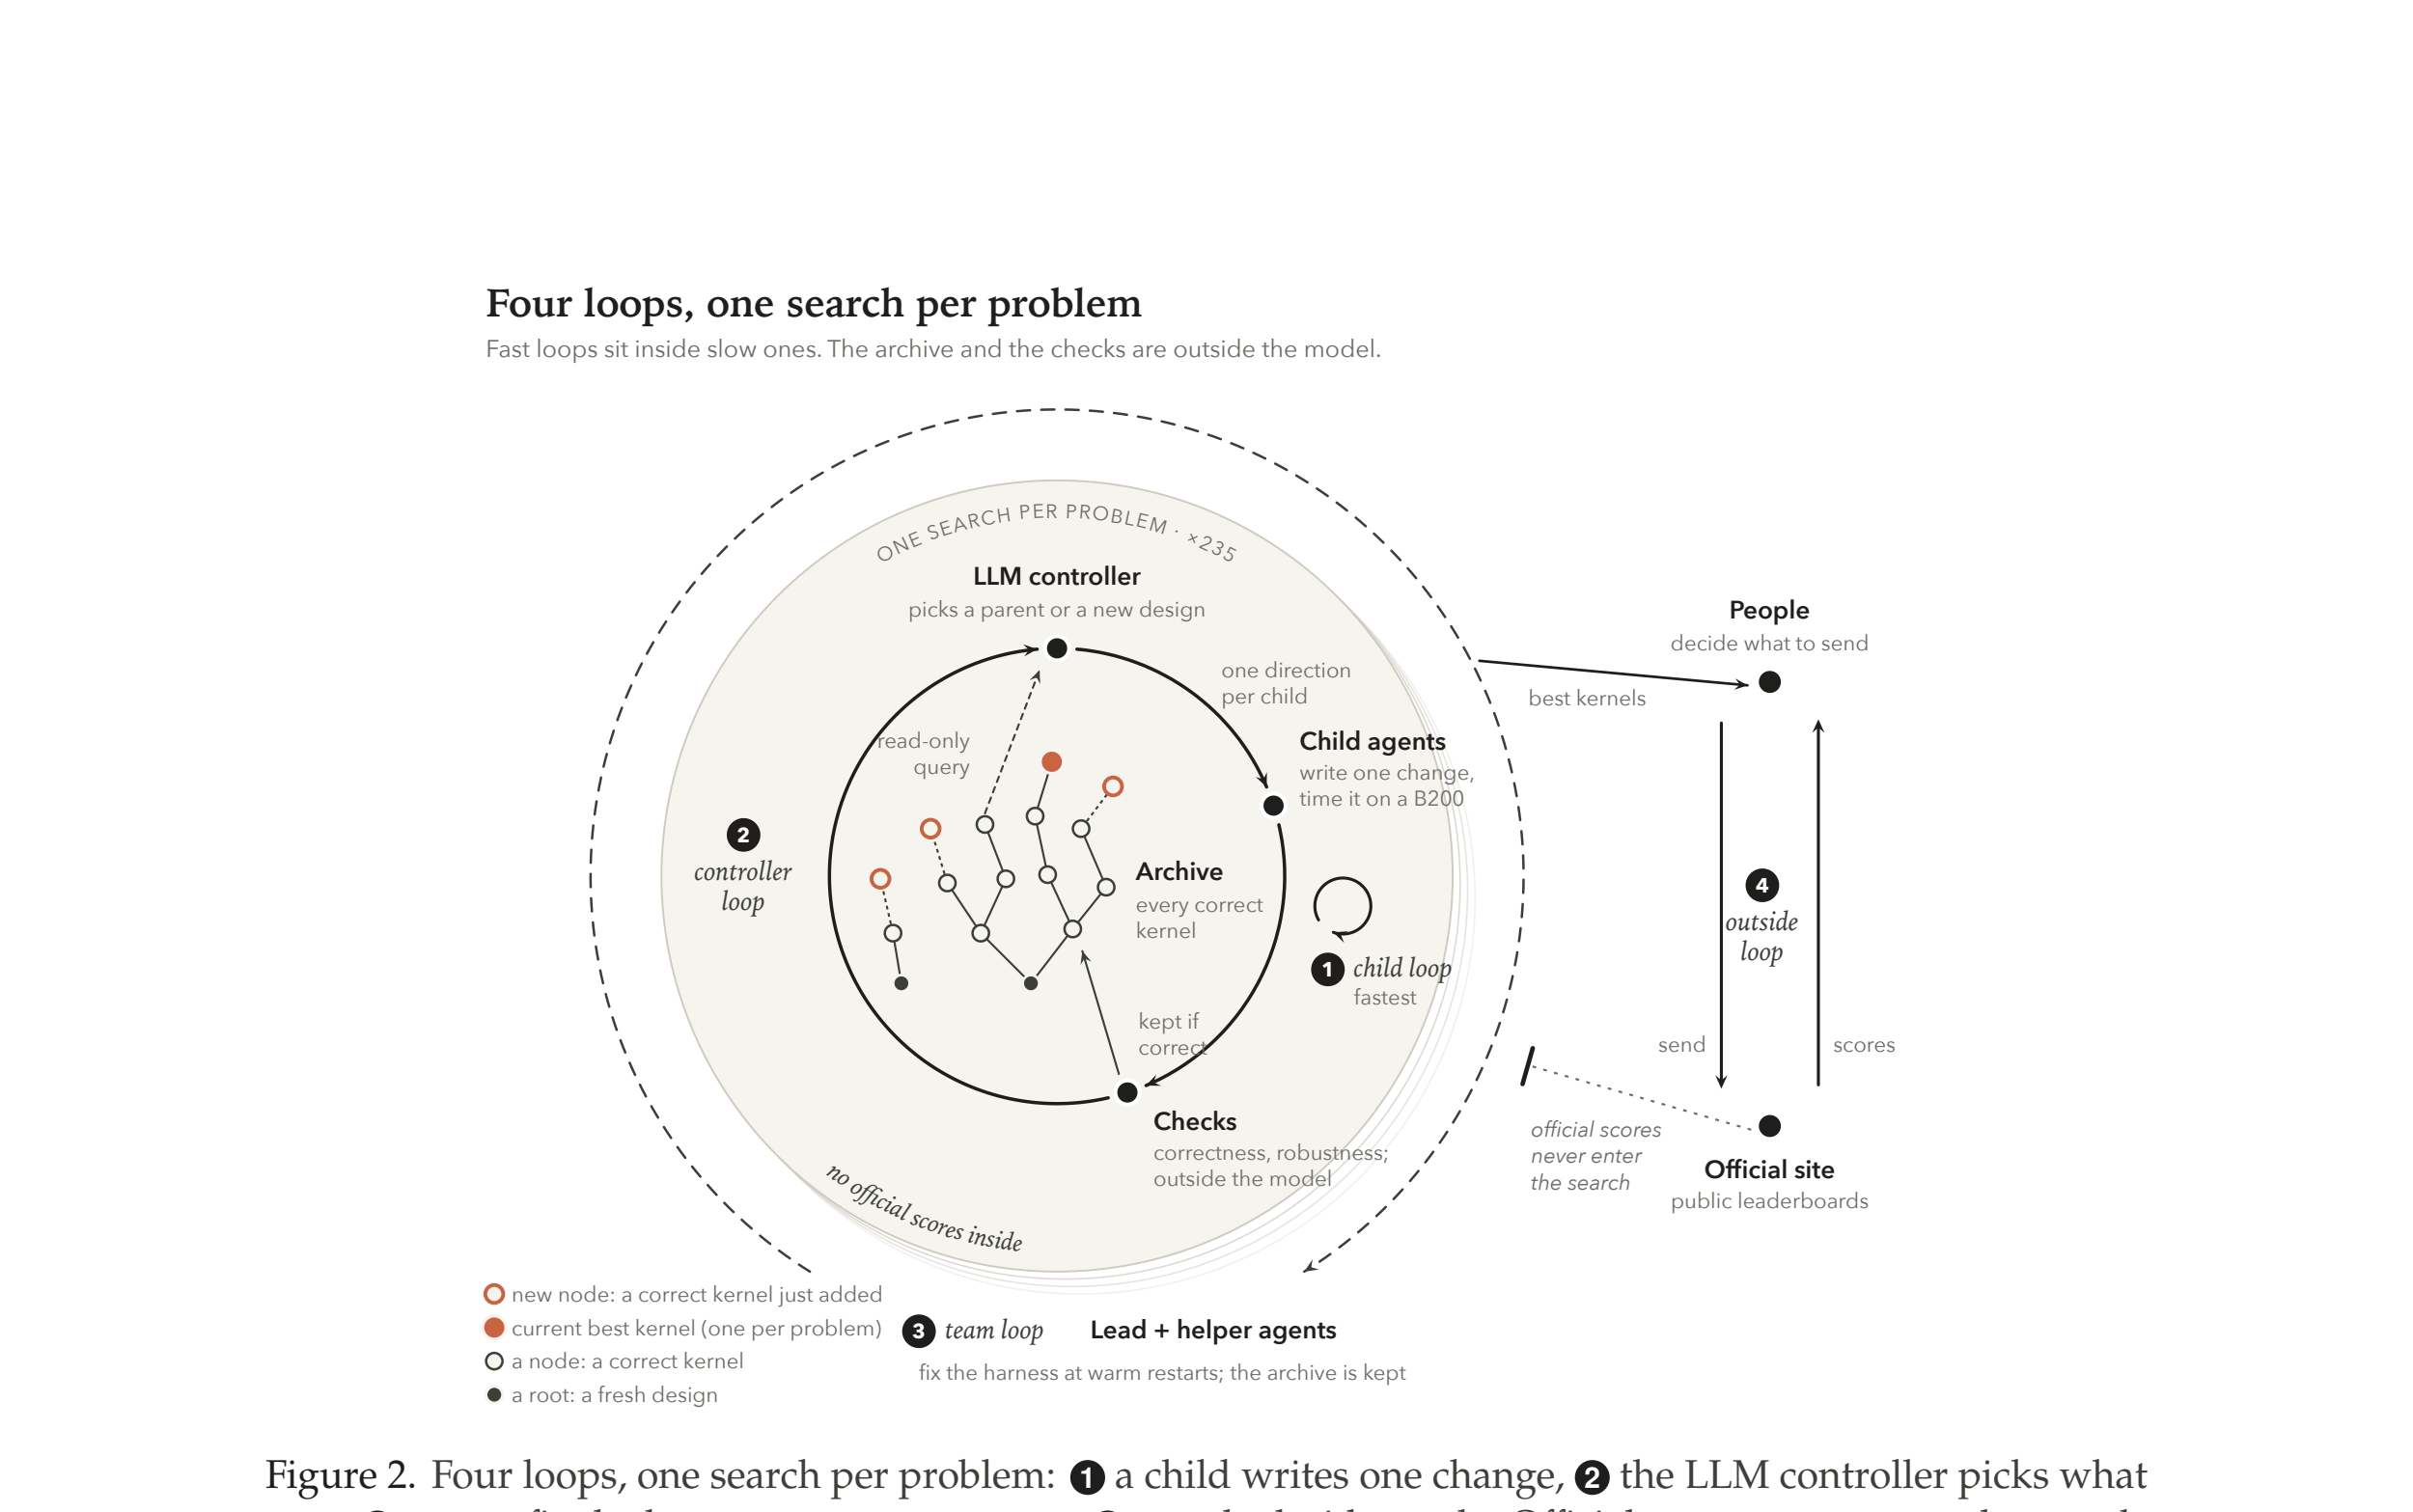 Four loops, one search per problem
Fast loops sit inside slow ones. The archive and the checks are outside the model.
ONE SEARCH PER PROBLEM · ×235
LLM controller
picks a parent or a new design
one direction
per child
read-only
query
Child agents
write one change,
time it on a B200
2
controller
loop
Archive
every correct
kernel
1 child loop
fastest
kept if
correct
Checks
correctness, robustness;
outside the model
no official scores inside
People
decide what to send
best kernels
4
outside
loop
send
scores
official scores
never enter
the search
Official site
public leaderboards
new node: a correct kernel just added
current best kernel (one per problem)
a node: a correct kernel
a root: a fresh design
3 team loop Lead + helper agents
fix the harness at warm restarts; the archive is kept
Figure 2. Four loops, one search per problem: 1 a child writes one change, 2 the LLM controller picks what